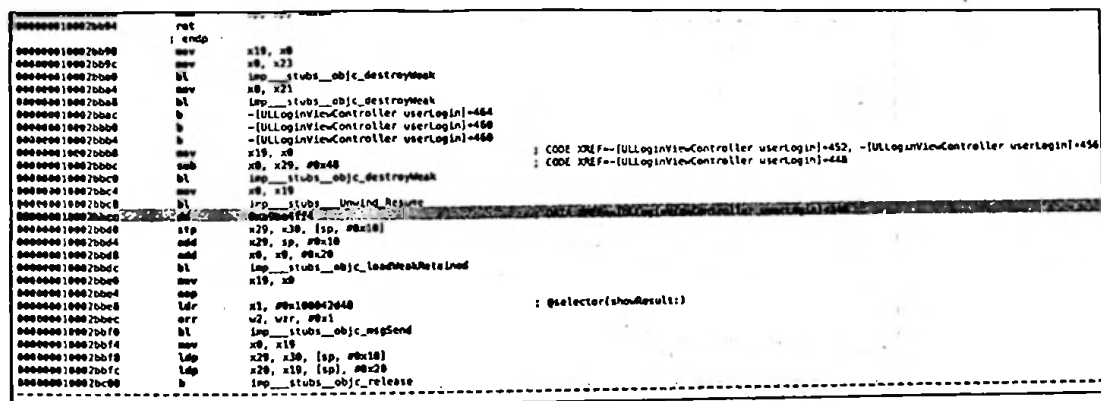 000000010002bb94 ret
; endp
000000010002bb98 mov x19, x0
000000010002bb9c mov x0, x23
000000010002bba0 bl imp___stubs__objc_destroyWeak
000000010002bba4 mov x0, x21
000000010002bba8 bl imp___stubs__objc_destroyWeak
000000010002bbac b -[ULLoginViewController userLogin]+464
000000010002bbb0 b -[ULLoginViewController userLogin]+460
000000010002bbb4 b -[ULLoginViewController userLogin]+460
000000010002bbb8 mov x19, x0 ; CODE XREF=-[ULLoginViewController userLogin]+452, -[ULLoginViewController userLogin]+456
000000010002bbbc sub x0, x29, #0x48 ; CODE XREF=-[ULLoginViewController userLogin]+448
000000010002bbc0 bl imp___stubs__objc_destroyWeak
000000010002bbc4 mov x0, x19
000000010002bbc8 bl imp___stubs___Unwind_Resume
000000010002bbcc 0xa9be4ff4
000000010002bbd0 stp x29, x30, [sp, #0x10]
000000010002bbd4 add x29, sp, #0x10
000000010002bbd8 add x0, x0, #0x20
000000010002bbdc bl imp___stubs__objc_loadWeakRetained
000000010002bbe0 mov x19, x0
000000010002bbe4 nop
000000010002bbe8 ldr x1, #0x100042d40 ; @selector(showResult:)
000000010002bbec orr w2, wzr, #0x1
000000010002bbf0 bl imp___stubs__objc_msgSend
000000010002bbf4 mov x0, x19
000000010002bbf8 ldp x29, x30, [sp, #0x10]
000000010002bbfc ldp x20, x19, [sp], #0x20
000000010002bc00 b imp___stubs__objc_release